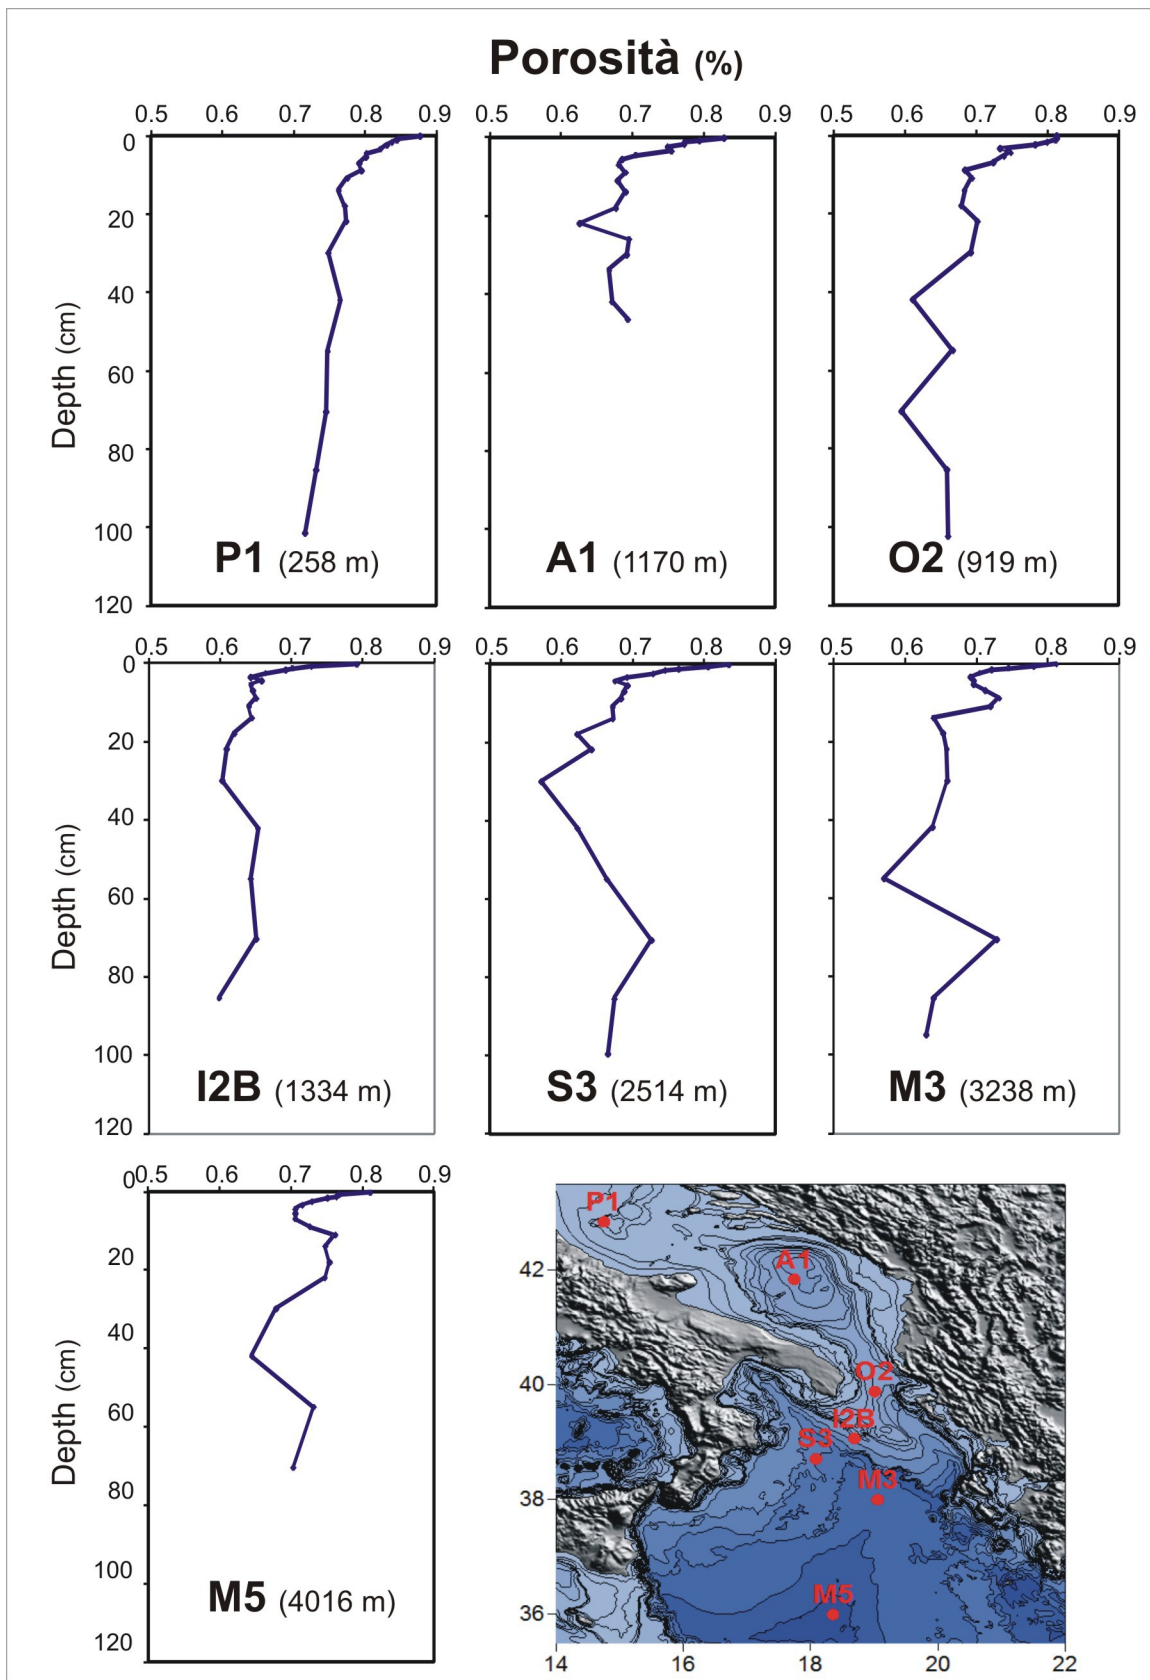 Porosità (%)
0.5 0.6 0.7 0.8 0.9
0.5 0.6 0.7 0.8 0.9
0.5 0.6 0.7 0.8 0.9
0
20
40
60
80
100
120
Depth (cm)
P1 (258 m)
A1 (1170 m)
O2 (919 m)
0.5 0.6 0.7 0.8 0.9
0.5 0.6 0.7 0.8 0.9
0.5 0.6 0.7 0.8 0.9
0
20
40
60
80
100
120
Depth (cm)
I2B (1334 m)
S3 (2514 m)
M3 (3238 m)
0.5 0.6 0.7 0.8 0.9
0
20
40
60
80
100
120
Depth (cm)
M5 (4016 m)
P1
A1
O2
I2B
S3
M3
M5
42
40
38
36
14 16 18 20 22